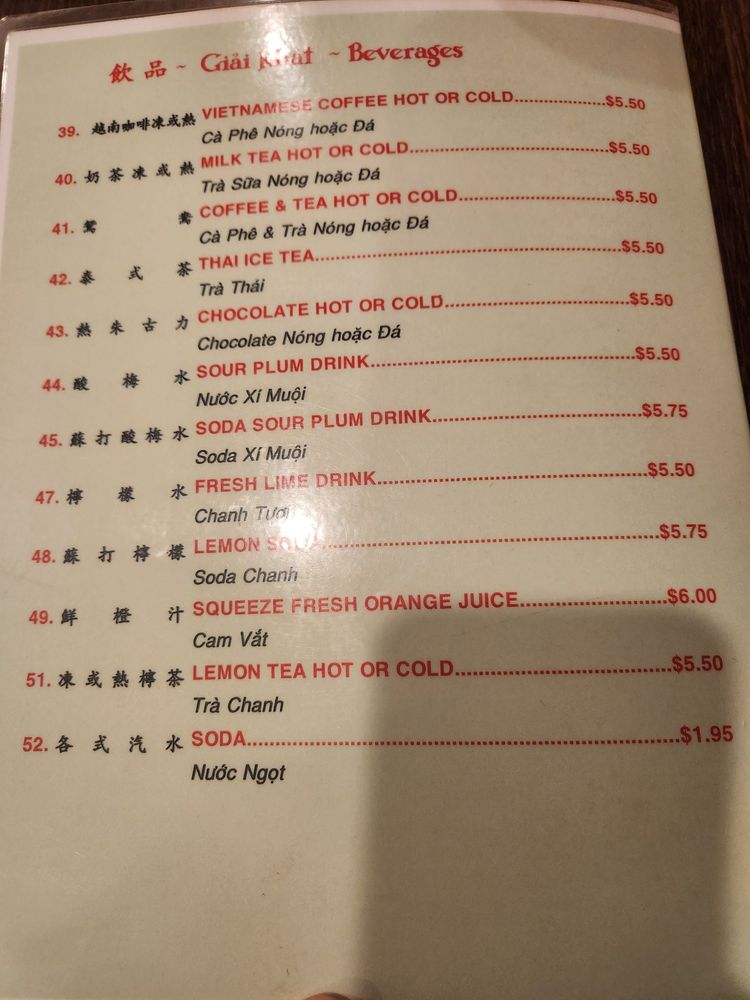 飲品 ~ Giải Khát ~ Beverages
39. 越南咖啡凍或熱 VIETNAMESE COFFEE HOT OR COLD....................$5.50
Cà Phê Nóng hoặc Đá
40. 奶茶凍或熱 MILK TEA HOT OR COLD............................................$5.50
Trà Sữa Nóng hoặc Đá
41. 鴛鴦 COFFEE & TEA HOT OR COLD..................................$5.50
Cà Phê & Trà Nóng hoặc Đá
42. 泰式茶 THAI ICE TEA..................................................................$5.50
Trà Thái
43. 熱朱古力 CHOCOLATE HOT OR COLD........................................$5.50
Chocolate Nóng hoặc Đá
44. 酸梅水 SOUR PLUM DRINK........................................................$5.50
Nước Xí Muội
45. 蘇打酸梅水 SODA SOUR PLUM DRINK............................................$5.75
Soda Xí Muội
47. 檸檬水 FRESH LIME DRINK........................................................$5.50
Chanh Tươi
48. 蘇打檸檬 LEMON SODA..................................................................$5.75
Soda Chanh
49. 鮮橙汁 SQUEEZE FRESH ORANGE JUICE..............................$6.00
Cam Vắt
51. 凍或熱檸茶 LEMON TEA HOT OR COLD............................................$5.50
Trà Chanh
52. 各式汽水 SODA....................................................................................$1.95
Nước Ngọt